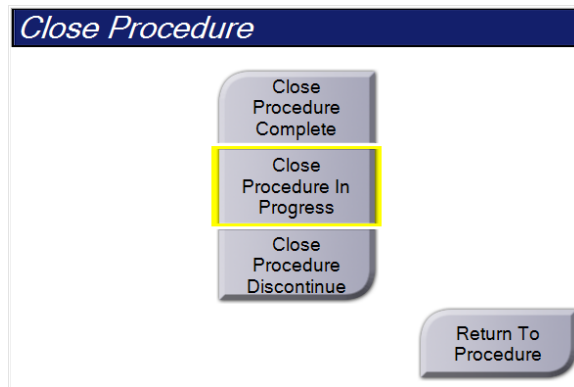 Close Procedure
Close
Procedure
Complete
Close
Procedure In
Progress
Close
Procedure
Discontinue
Return To
Procedure